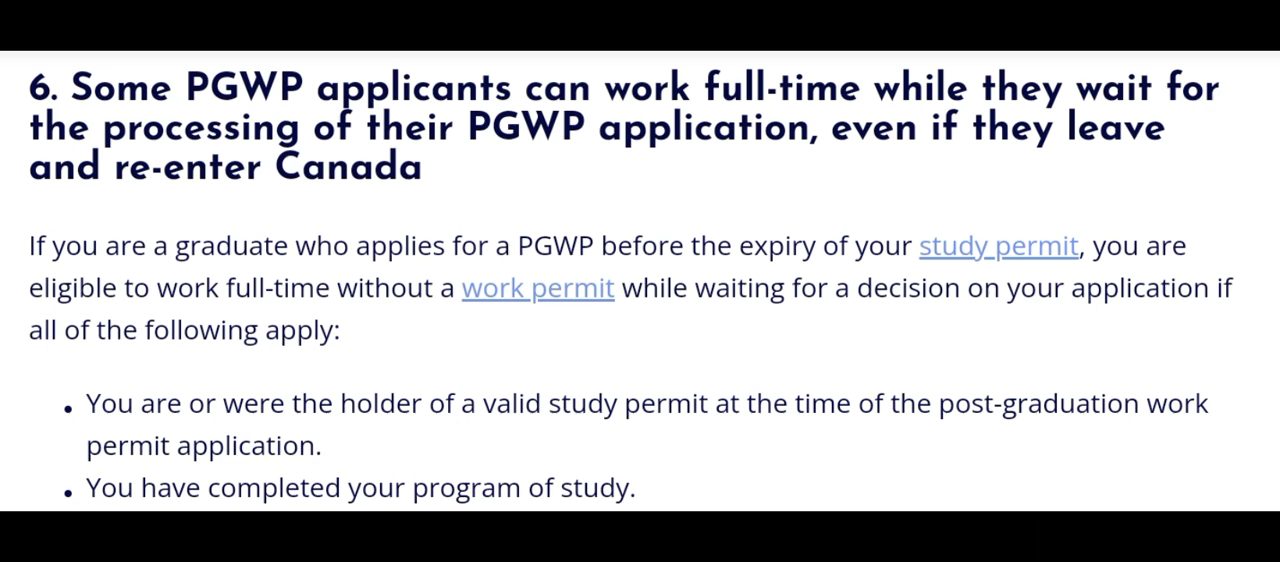 6. Some PGWP applicants can work full-time while they wait for
the processing of their PGWP application, even if they leave
and re-enter Canada
If you are a graduate who applies for a PGWP before the expiry of your study permit, you are
eligible to work full-time without a work permit while waiting for a decision on your application if
all of the following apply:
• You are or were the holder of a valid study permit at the time of the post-graduation work
permit application.
• You have completed your program of study.